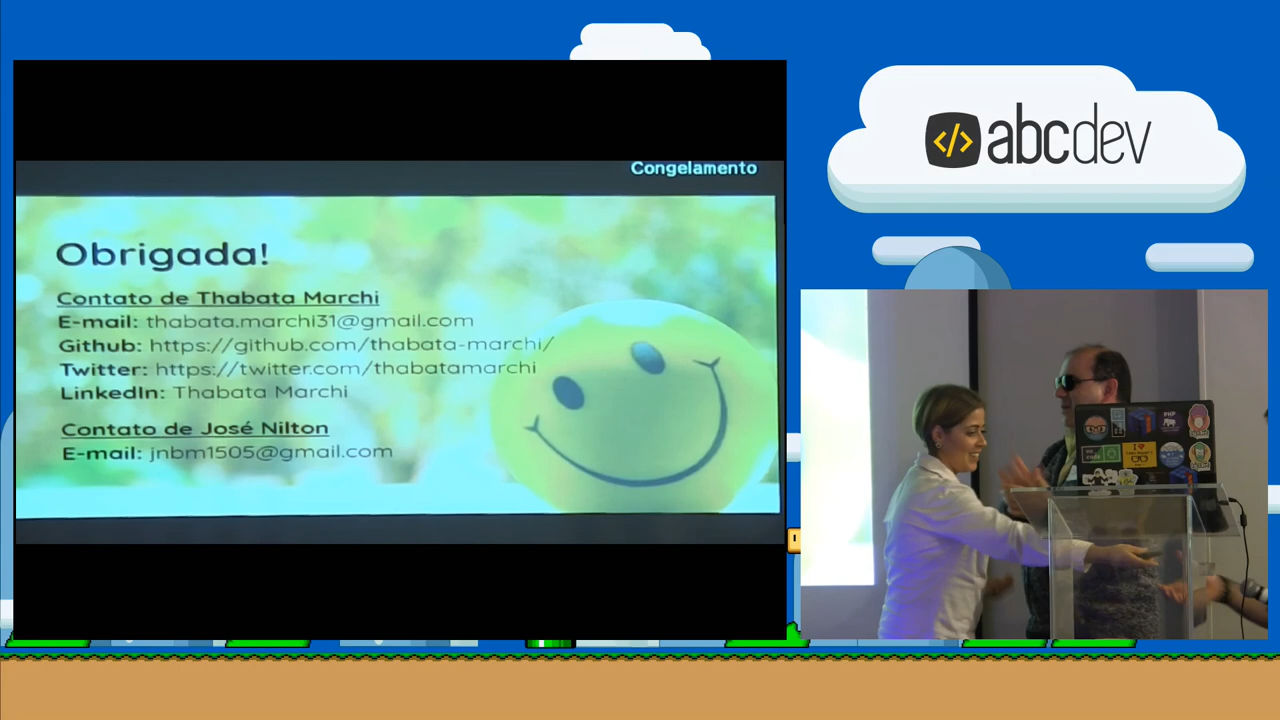 Congelamento
Obrigada!
Contato de Thabata Marchi
E-mail: thabata.marchi31@gmail.com
Github: https://github.com/thabata-marchi/
Twitter: https://twitter.com/thabatamarchi
LinkedIn: Thabata Marchi
Contato de José Nilton
E-mail: jnbm1505@gmail.com
</> abcdev
PHP